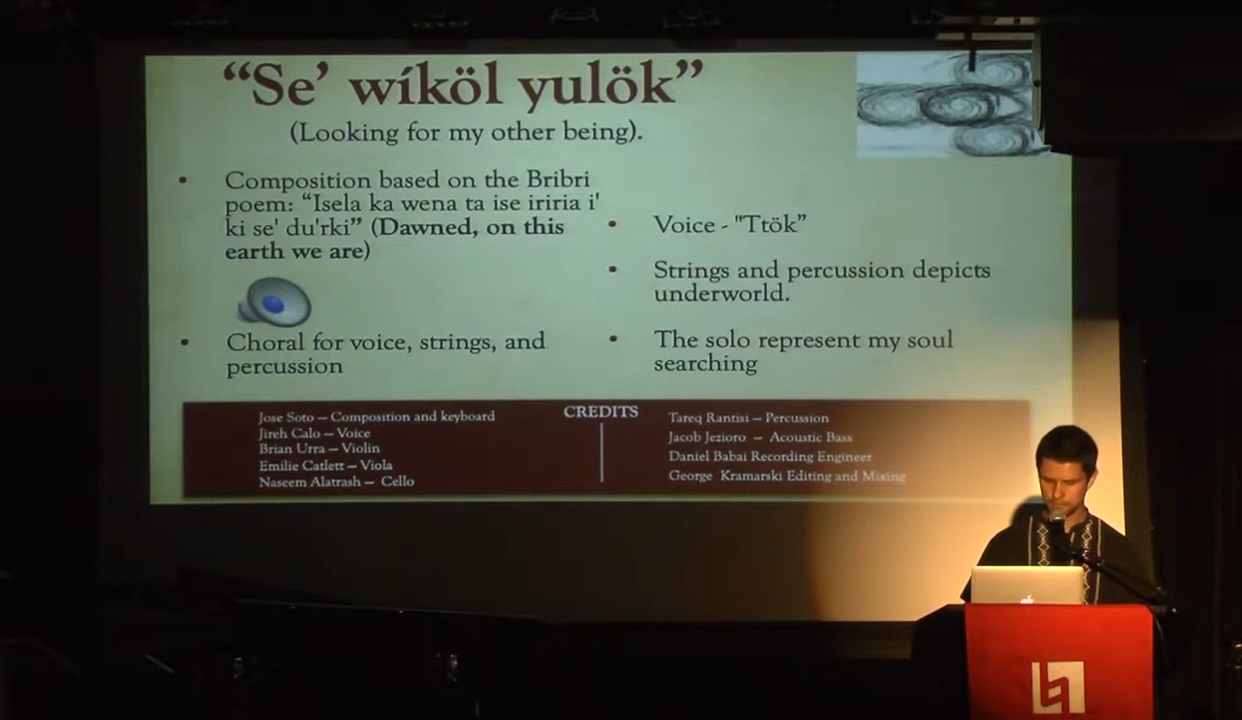 “Se’ wíköl yulök”
(Looking for my other being).
• Composition based on the Bribri
poem: “Isela ka wena ta ise iriria i'
ki se' du'rki” (Dawned, on this
earth we are)
• Choral for voice, strings, and
percussion
• Voice - "Ttök”
• Strings and percussion depicts
underworld.
• The solo represent my soul
searching
CREDITS
Jose Soto – Composition and keyboard
Jireh Calo – Voice
Brian Urra – Violin
Emilie Catlett – Viola
Naseem Alatrash – Cello
Tareq Rantisi – Percussion
Jacob Jezioro – Acoustic Bass
Daniel Babai Recording Engineer
George Kramarski Editing and Mixing